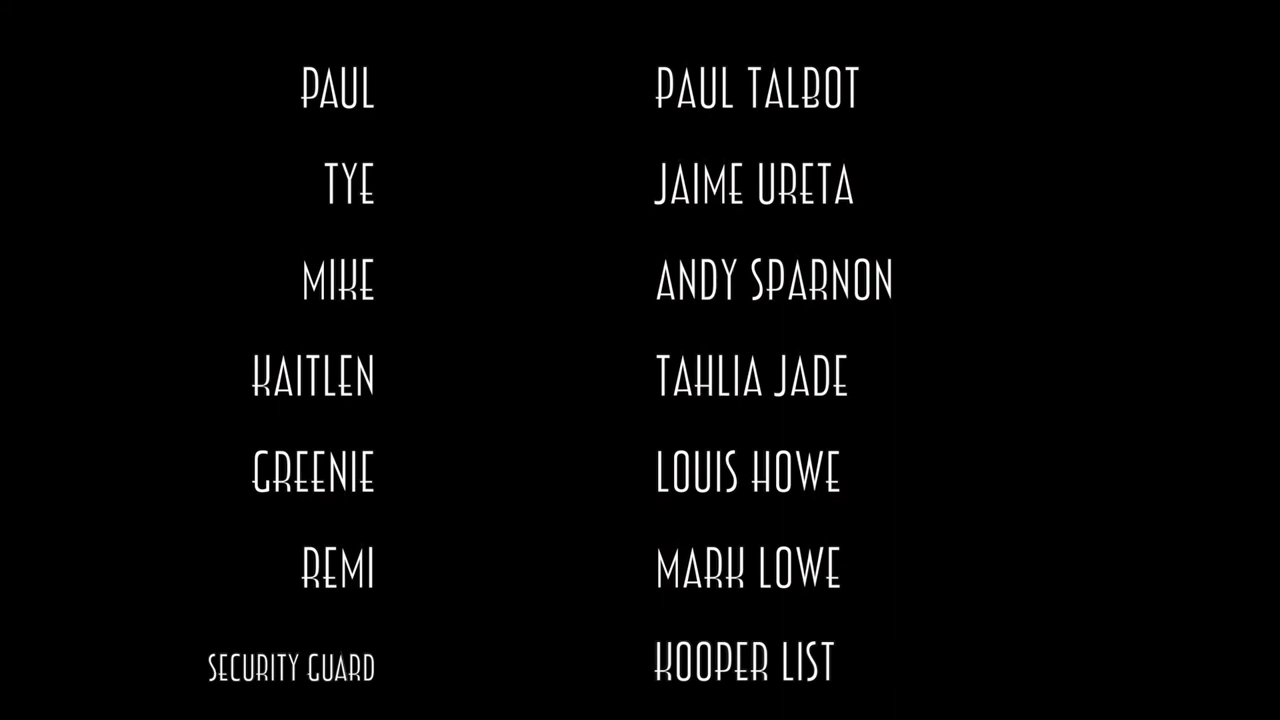 PAUL PAUL TALBOT
TYE JAIME URETA
MIKE ANDY SPARNON
KAITLEN TAHLIA JADE
GREENIE LOUIS HOWE
REMI MARK LOWE
SECURITY GUARD KOOPER LIST